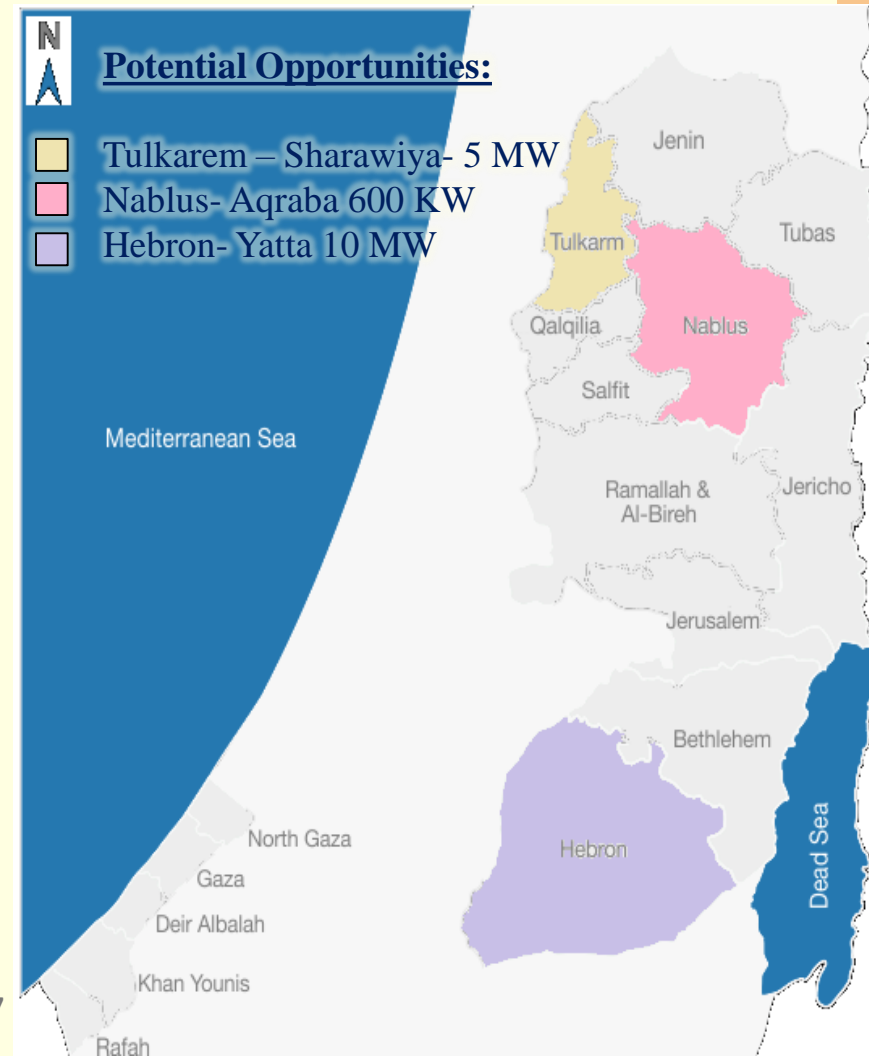 N
Potential Opportunities:
Tulkarem – Sharawiya- 5 MW
Nablus- Aqraba 600 KW
Hebron- Yatta 10 MW
Jenin
Tubas
Tulkarm
Qalqilia
Nablus
Salfit
Mediterranean Sea
Ramallah &
Al-Bireh
Jericho
Jerusalem
Bethlehem
Hebron
Dead Sea
North Gaza
Gaza
Deir Albalah
Khan Younis
Rafah